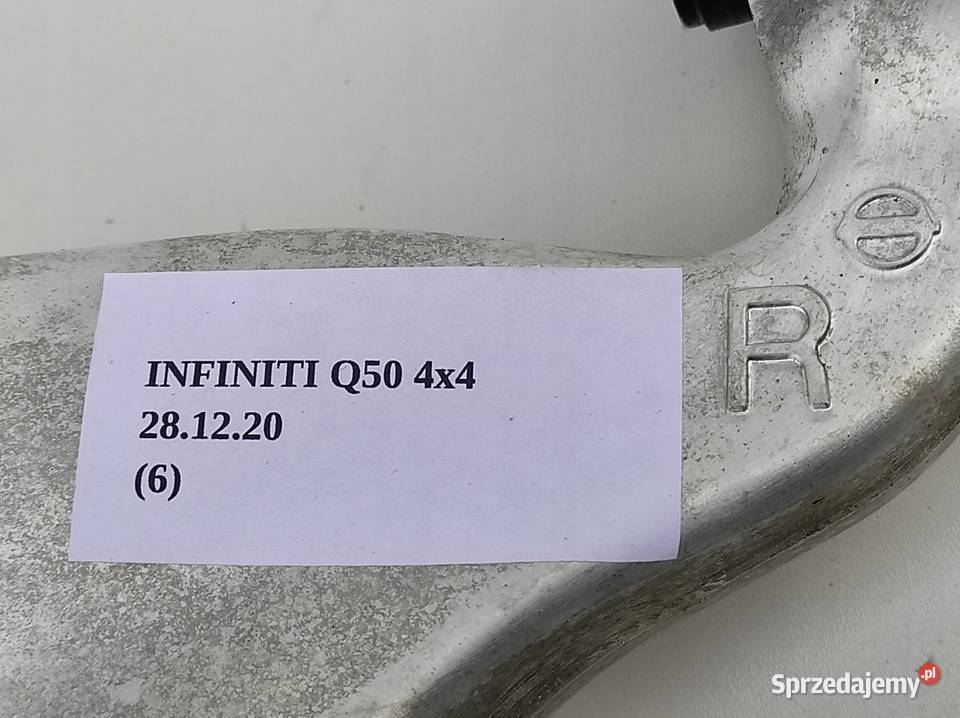 INFINITI Q50 4x4
28.12.20
(6)
R
Sprzedajemy.pl